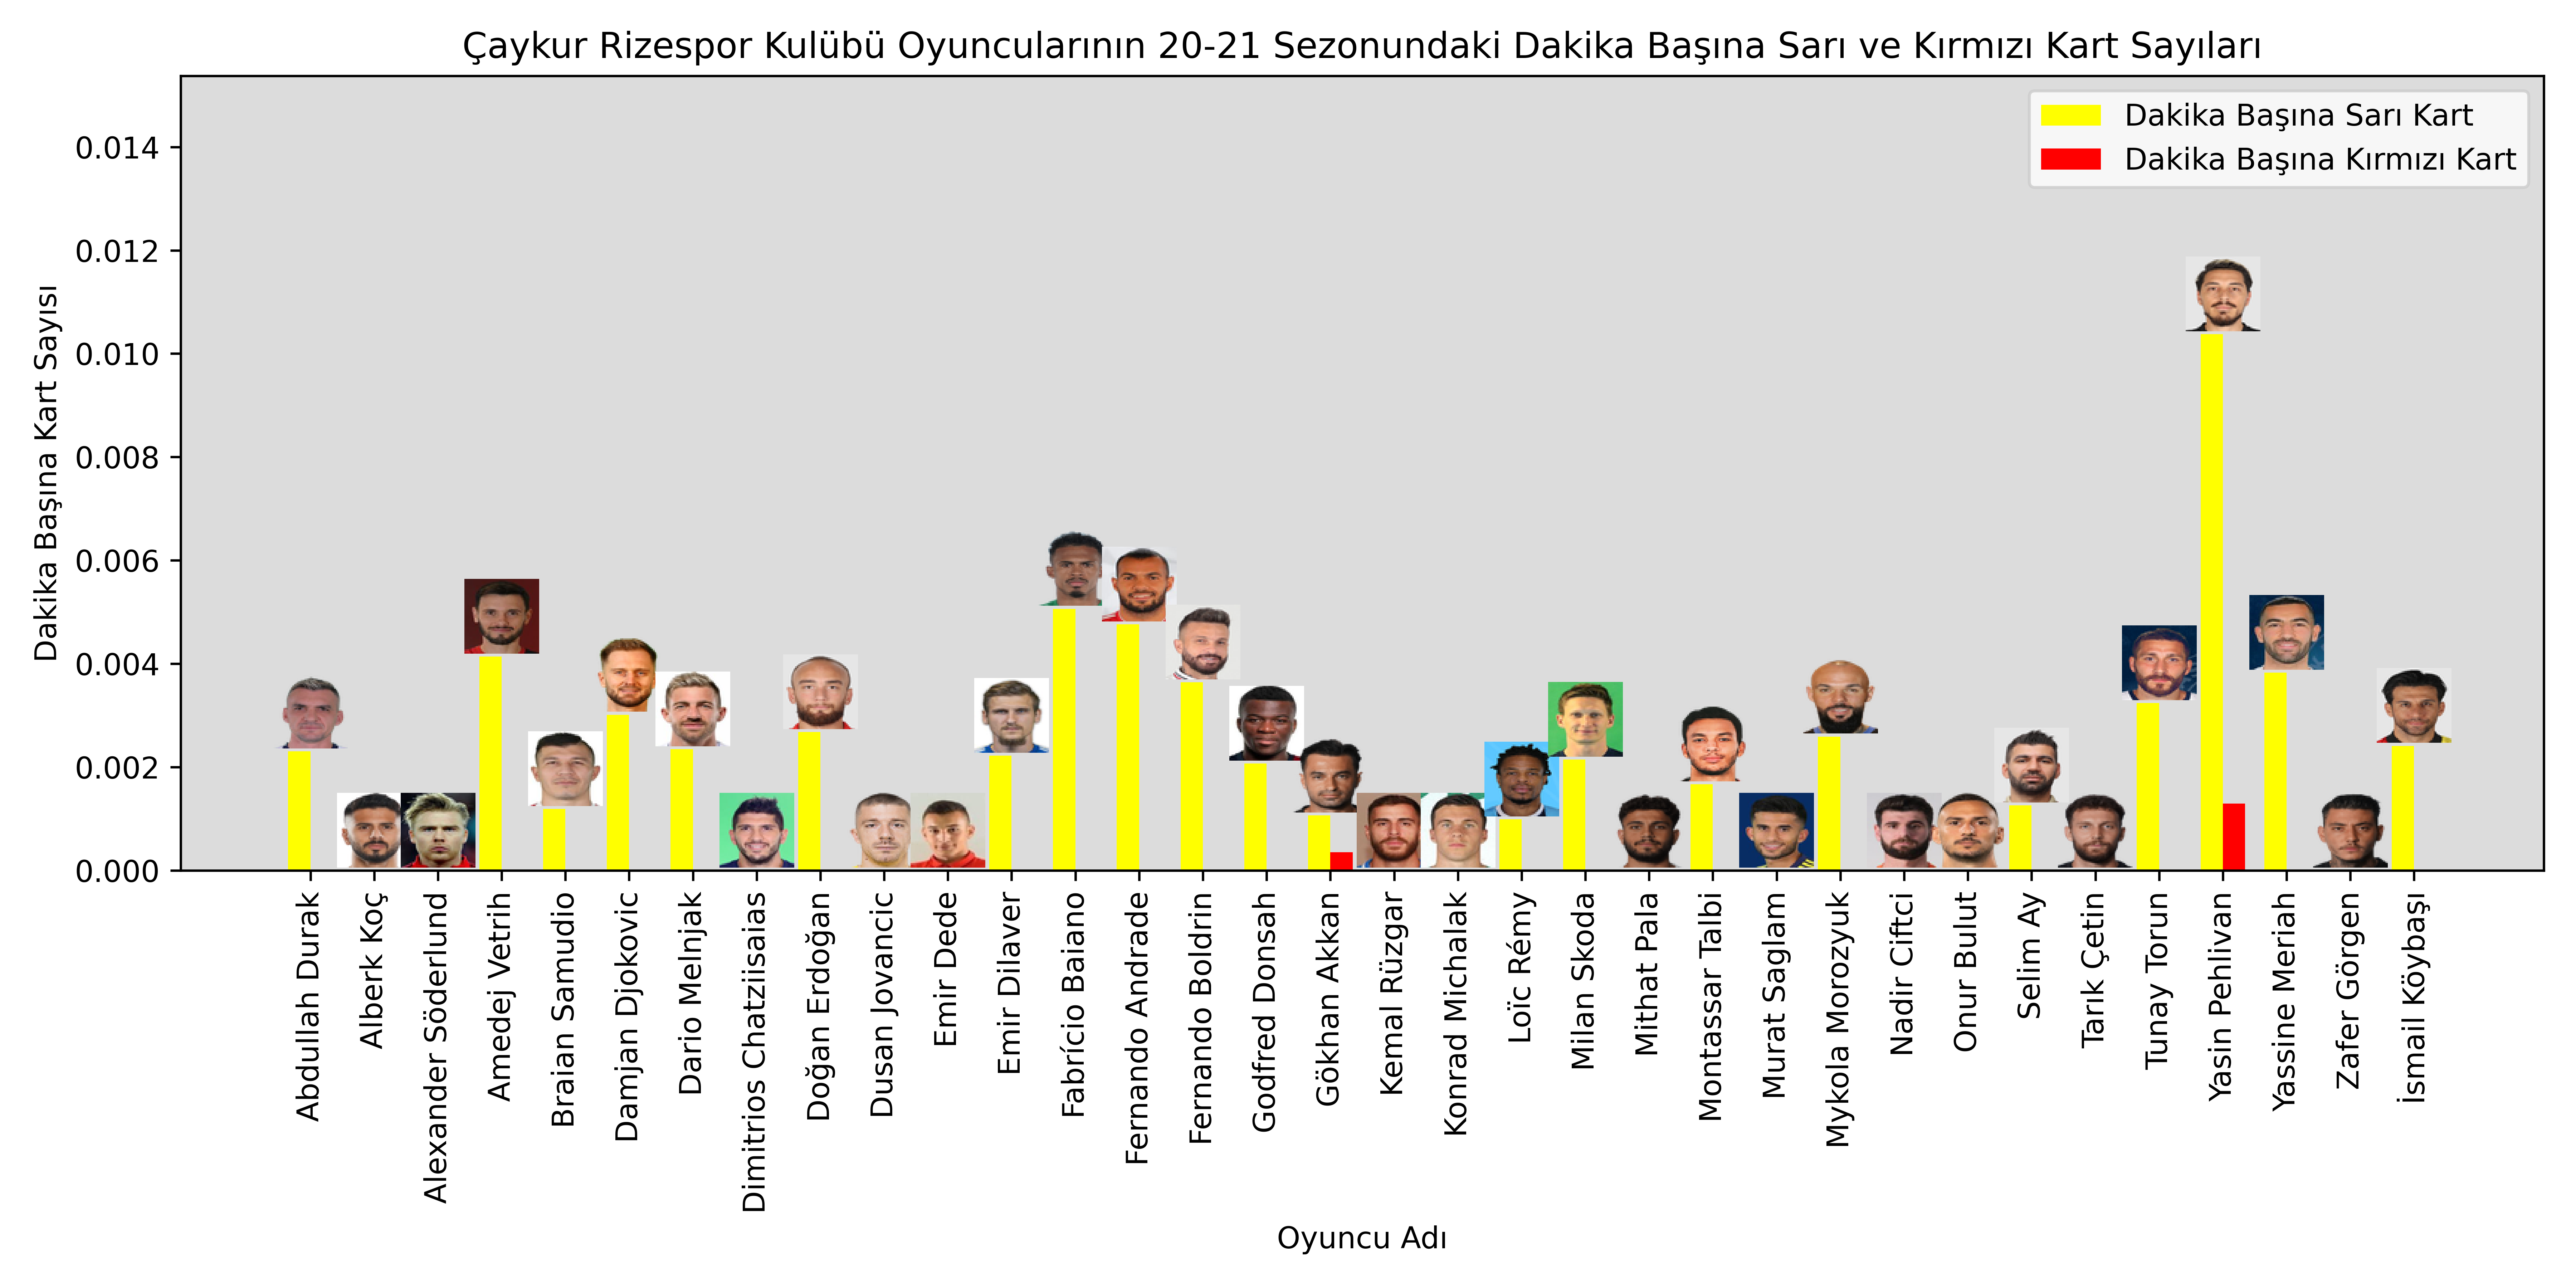 Çaykur Rizespor Kulübü Oyuncularının 20-21 Sezonundaki Dakika Başına Sarı ve Kırmızı Kart Sayıları
Dakika Başına Sarı Kart
Dakika Başına Kırmızı Kart
Dakika Başına Kart Sayısı
0.014
0.012
0.010
0.008
0.006
0.004
0.002
0.000
Abdullah Durak
Alberk Koç
Alexander Söderlund
Amedej Vetrih
Braian Samudio
Damjan Djokovic
Dario Melnjak
Dimitrios Chatziisaias
Doğan Erdoğan
Dusan Jovancic
Emir Dede
Emir Dilaver
Fabrício Baiano
Fernando Andrade
Fernando Boldrin
Godfred Donsah
Gökhan Akkan
Kemal Rüzgar
Konrad Michalak
Loïc Rémy
Milan Skoda
Mithat Pala
Montassar Talbi
Murat Saglam
Mykola Morozyuk
Nadir Ciftci
Onur Bulut
Selim Ay
Tarık Çetin
Tunay Torun
Yasin Pehlivan
Yassine Meriah
Zafer Görgen
İsmail Köybaşı
Oyuncu Adı